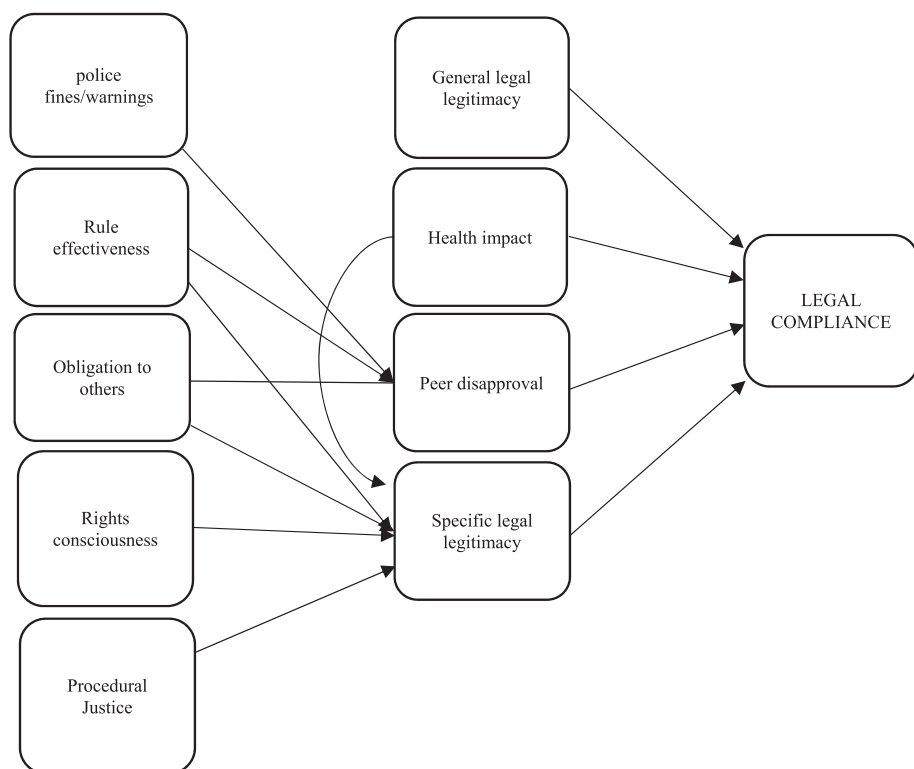 police
fines/warnings
Rule
effectiveness
Obligation to
others
Rights
consciousness
Procedural
Justice
General legal
legitimacy
Health impact
Peer disapproval
Specific legal
legitimacy
LEGAL
COMPLIANCE